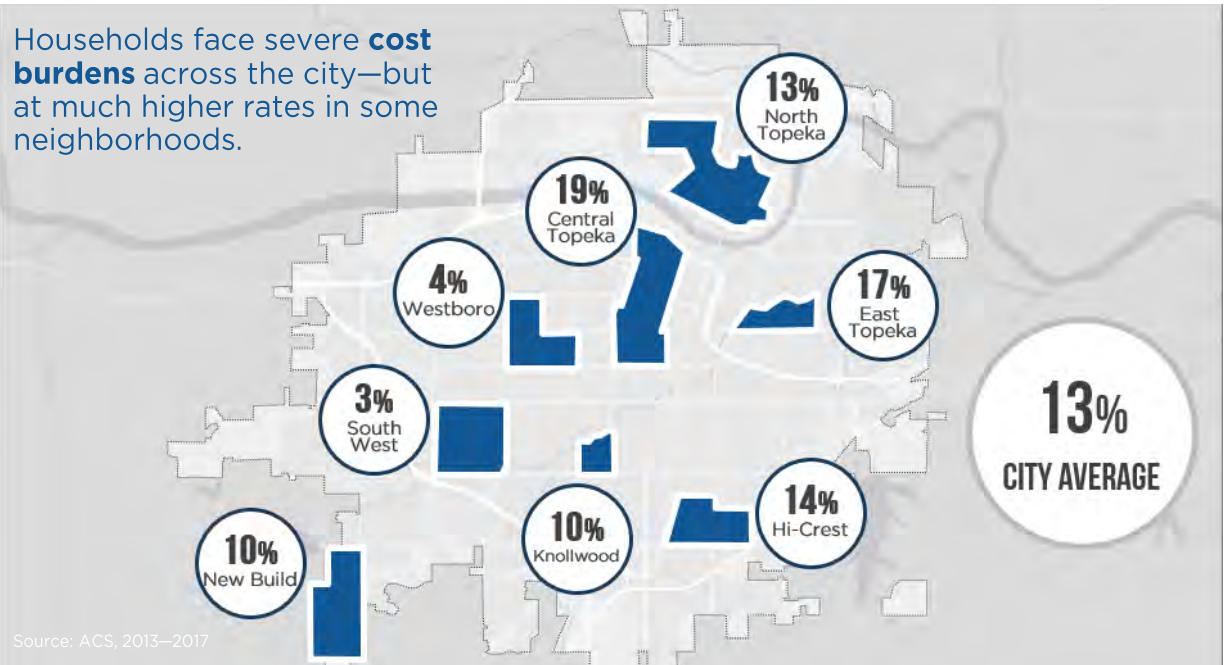 Households face severe cost
burdens across the city—but
at much higher rates in some
neighborhoods.
13%
North
Topeka
19%
Central
Topeka
4%
Westboro
17%
East
Topeka
3%
South
West
13%
CITY AVERAGE
14%
Hi-Crest
10%
Knollwood
10%
New Build
Source: ACS, 2013—2017